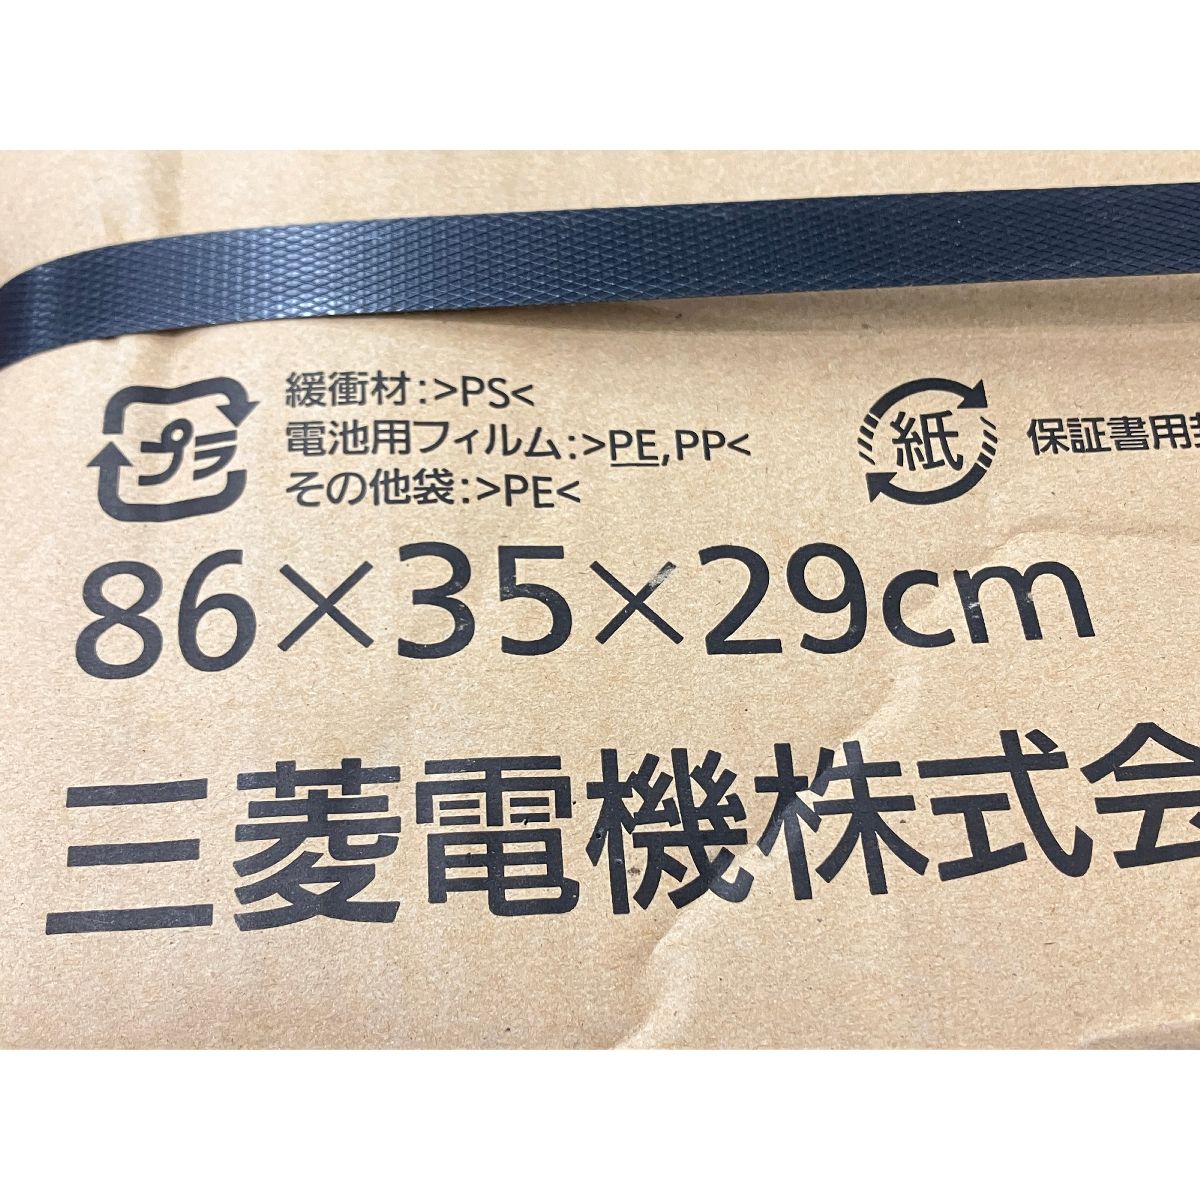 プラ
緩衝材:>PS<
電池用フィルム:>PE,PP<
その他袋:>PE<
紙
保証書用
86×35×29cm
三菱電機株式会